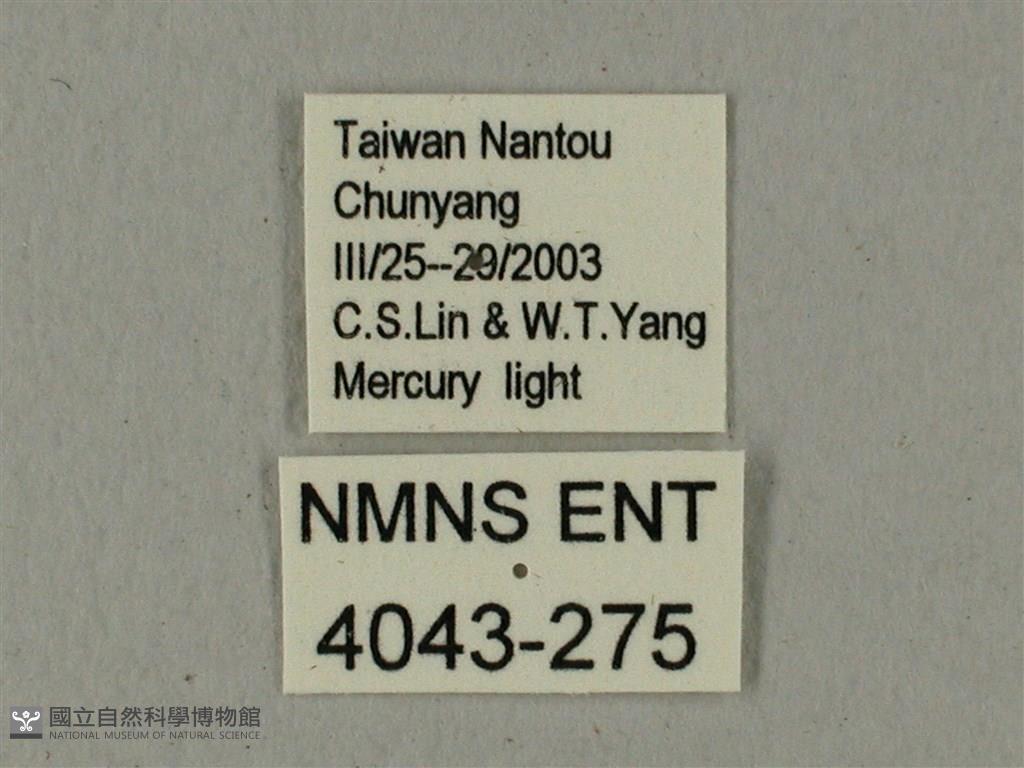 Taiwan Nantou
Chunyang
III/25--29/2003
C.S.Lin & W.T.Yang
Mercury light
NMNS ENT
4043-275
國立自然科學博物館
NATIONAL MUSEUM OF NATURAL SCIENCE